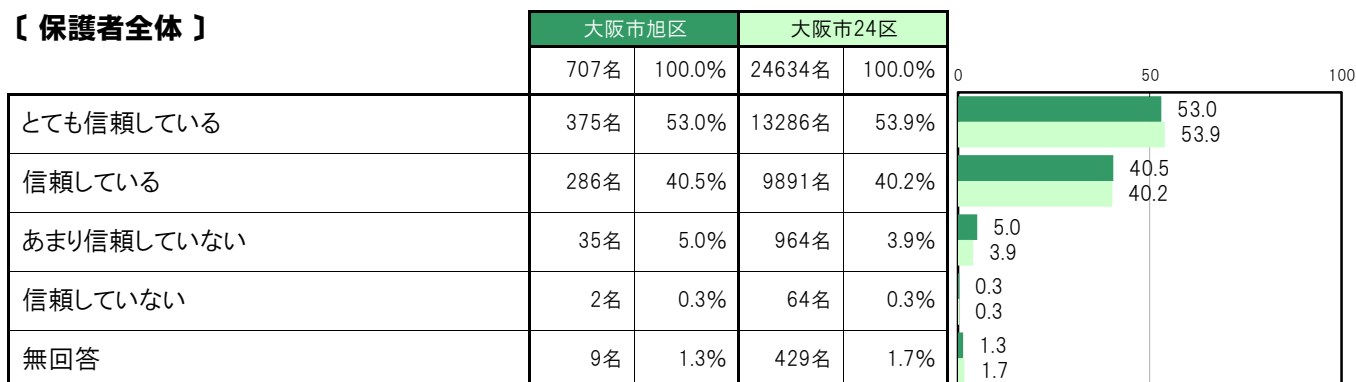 〔 保護者全体 〕
大阪市旭区 大阪市24区
707名 100.0% 24634名 100.0% 0 50 100
とても信頼している 375名 53.0% 13286名 53.9% 53.0
53.9
信頼している 286名 40.5% 9891名 40.2% 40.5
40.2
あまり信頼していない 35名 5.0% 964名 3.9% 5.0
3.9
信頼していない 2名 0.3% 64名 0.3% 0.3
0.3
無回答 9名 1.3% 429名 1.7% 1.3
1.7